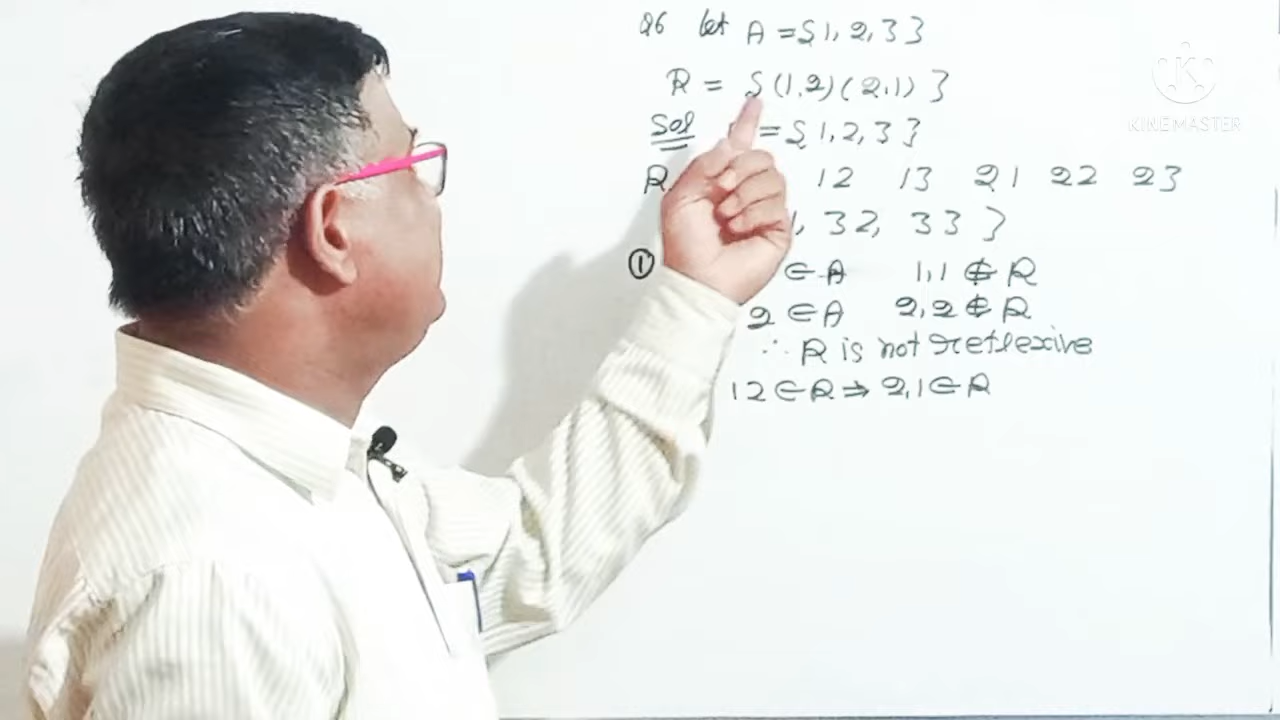 Q6 let A = {1, 2, 3}
R = {(1,2)(2,1)}
Sol = {1, 2, 3}
R 12 13 21 22 23
32, 33}
① ∈ A 1,1 ∉ R
2 ∈ A 2,2 ∉ R
∴ R is not reflexive
12 ∈ R ⇒ 2,1 ∈ R
KINEMASTER